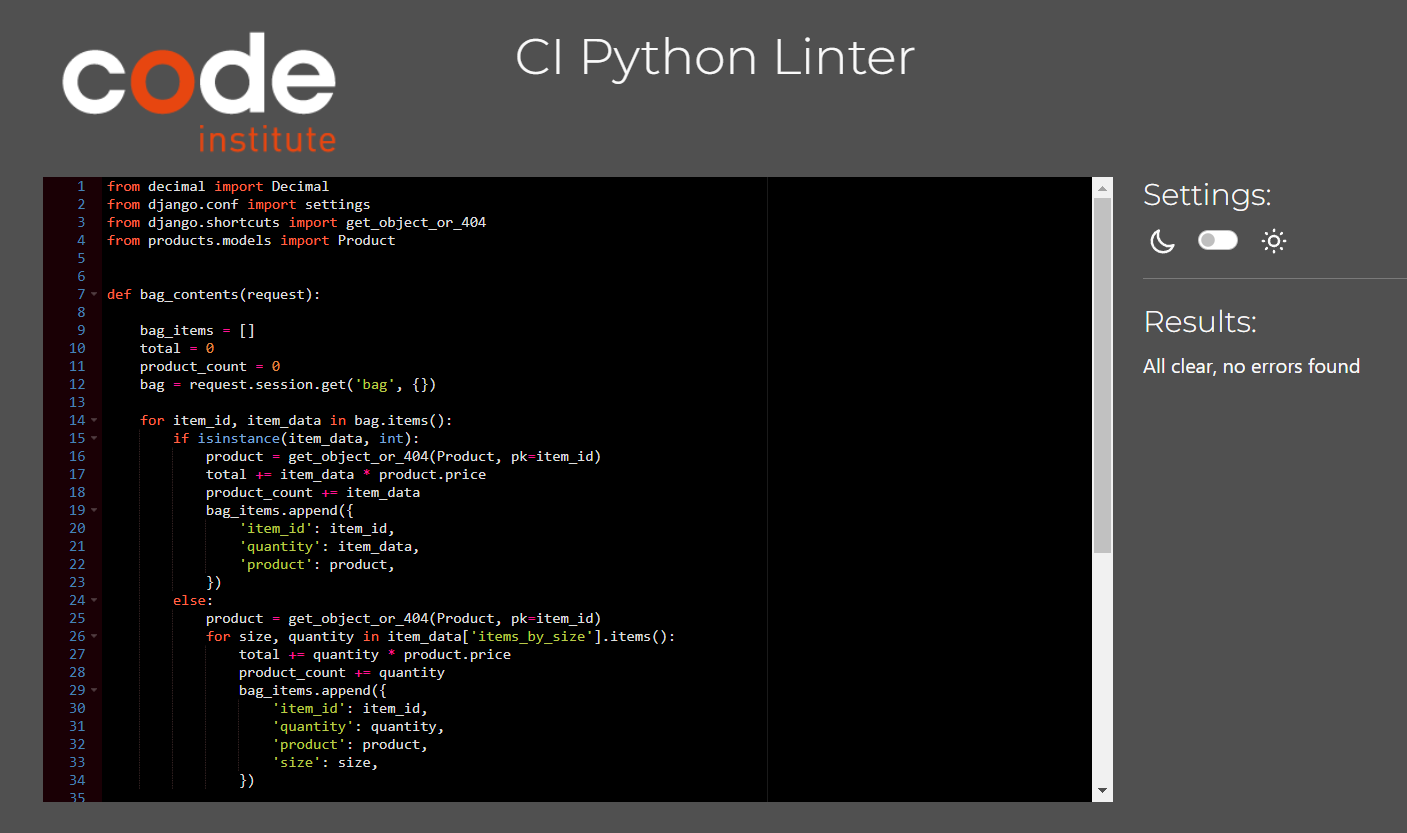 code
institute
CI Python Linter
1 from decimal import Decimal
2 from django.conf import settings
3 from django.shortcuts import get_object_or_404
4 from products.models import Product
5
6
7 def bag_contents(request):
8
9     bag_items = []
10     total = 0
11     product_count = 0
12     bag = request.session.get('bag', {})
13
14     for item_id, item_data in bag.items():
15         if isinstance(item_data, int):
16             product = get_object_or_404(Product, pk=item_id)
17             total += item_data * product.price
18             product_count += item_data
19             bag_items.append({
20                 'item_id': item_id,
21                 'quantity': item_data,
22                 'product': product,
23             })
24         else:
25             product = get_object_or_404(Product, pk=item_id)
26             for size, quantity in item_data['items_by_size'].items():
27                 total += quantity * product.price
28                 product_count += quantity
29                 bag_items.append({
30                     'item_id': item_id,
31                     'quantity': quantity,
32                     'product': product,
33                     'size': size,
34                 })
35
Settings:
Results:
All clear, no errors found